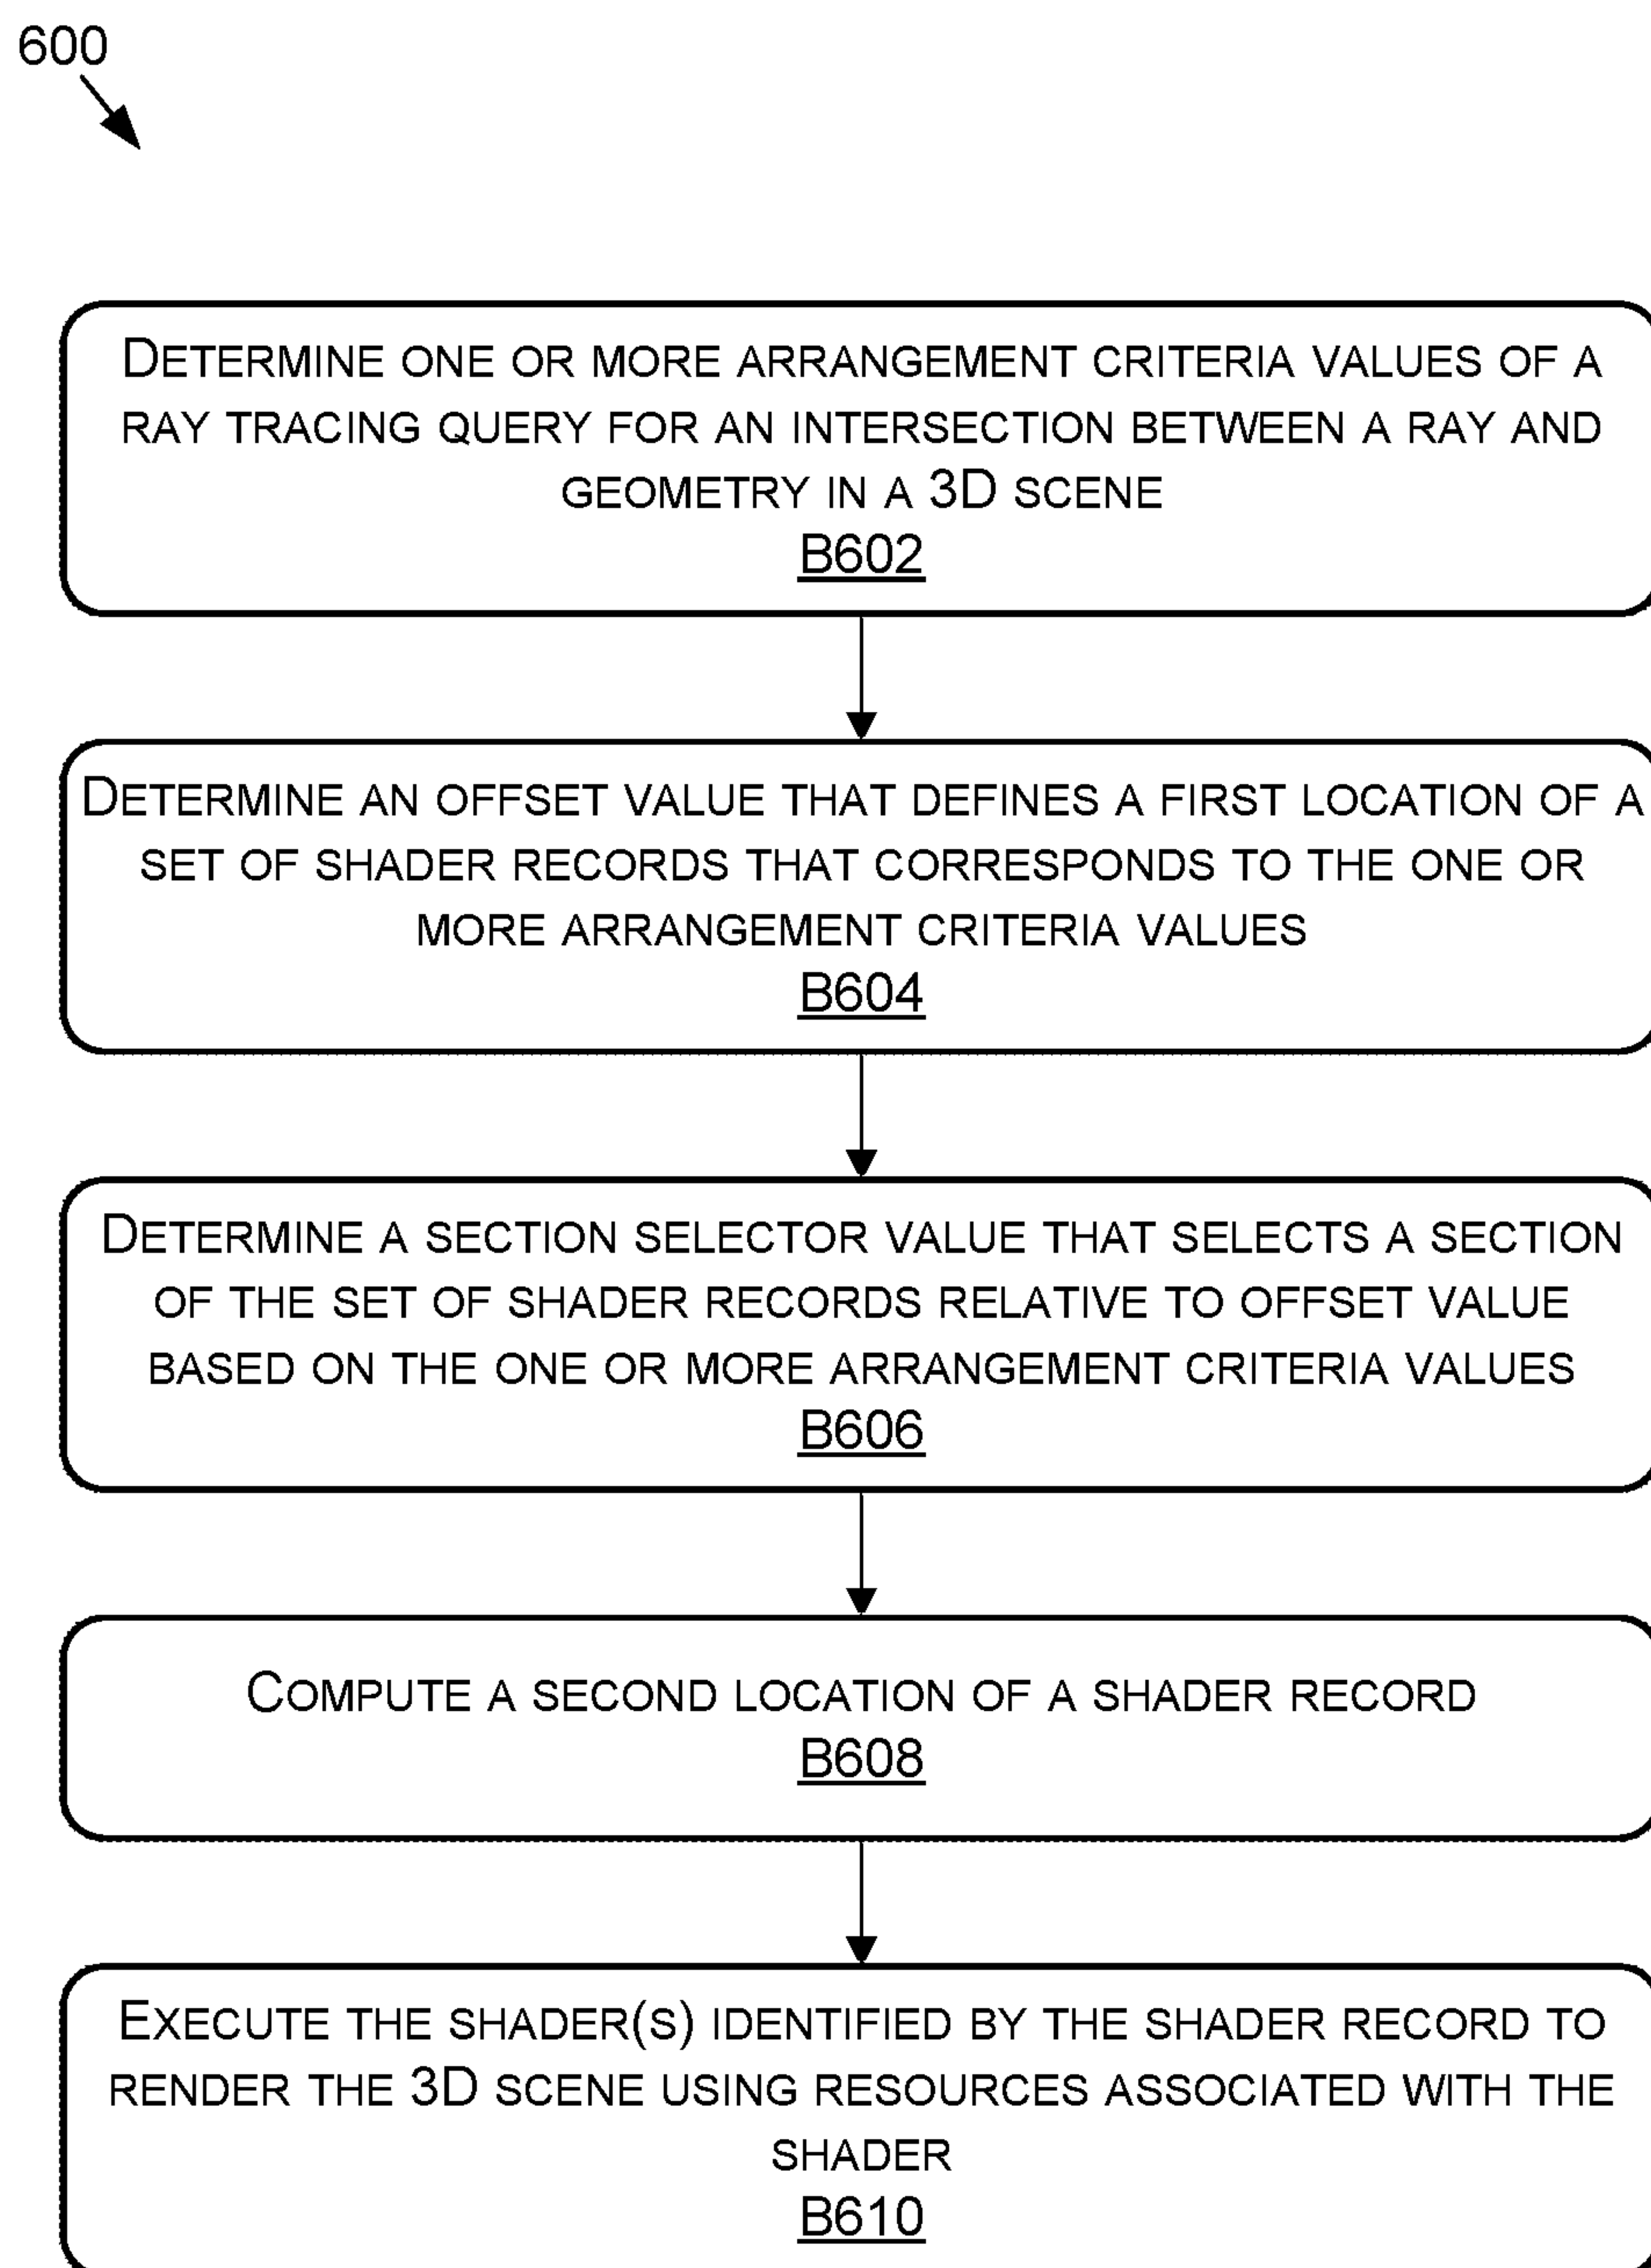 600
DETERMINE ONE OR MORE ARRANGEMENT CRITERIA VALUES OF A
RAY TRACING QUERY FOR AN INTERSECTION BETWEEN A RAY AND
GEOMETRY IN A 3D SCENE
B602
DETERMINE AN OFFSET VALUE THAT DEFINES A FIRST LOCATION OF A
SET OF SHADER RECORDS THAT CORRESPONDS TO THE ONE OR
MORE ARRANGEMENT CRITERIA VALUES
B604
DETERMINE A SECTION SELECTOR VALUE THAT SELECTS A SECTION
OF THE SET OF SHADER RECORDS RELATIVE TO OFFSET VALUE
BASED ON THE ONE OR MORE ARRANGEMENT CRITERIA VALUES
B606
COMPUTE A SECOND LOCATION OF A SHADER RECORD
B608
EXECUTE THE SHADER(S) IDENTIFIED BY THE SHADER RECORD TO
RENDER THE 3D SCENE USING RESOURCES ASSOCIATED WITH THE
SHADER
B610